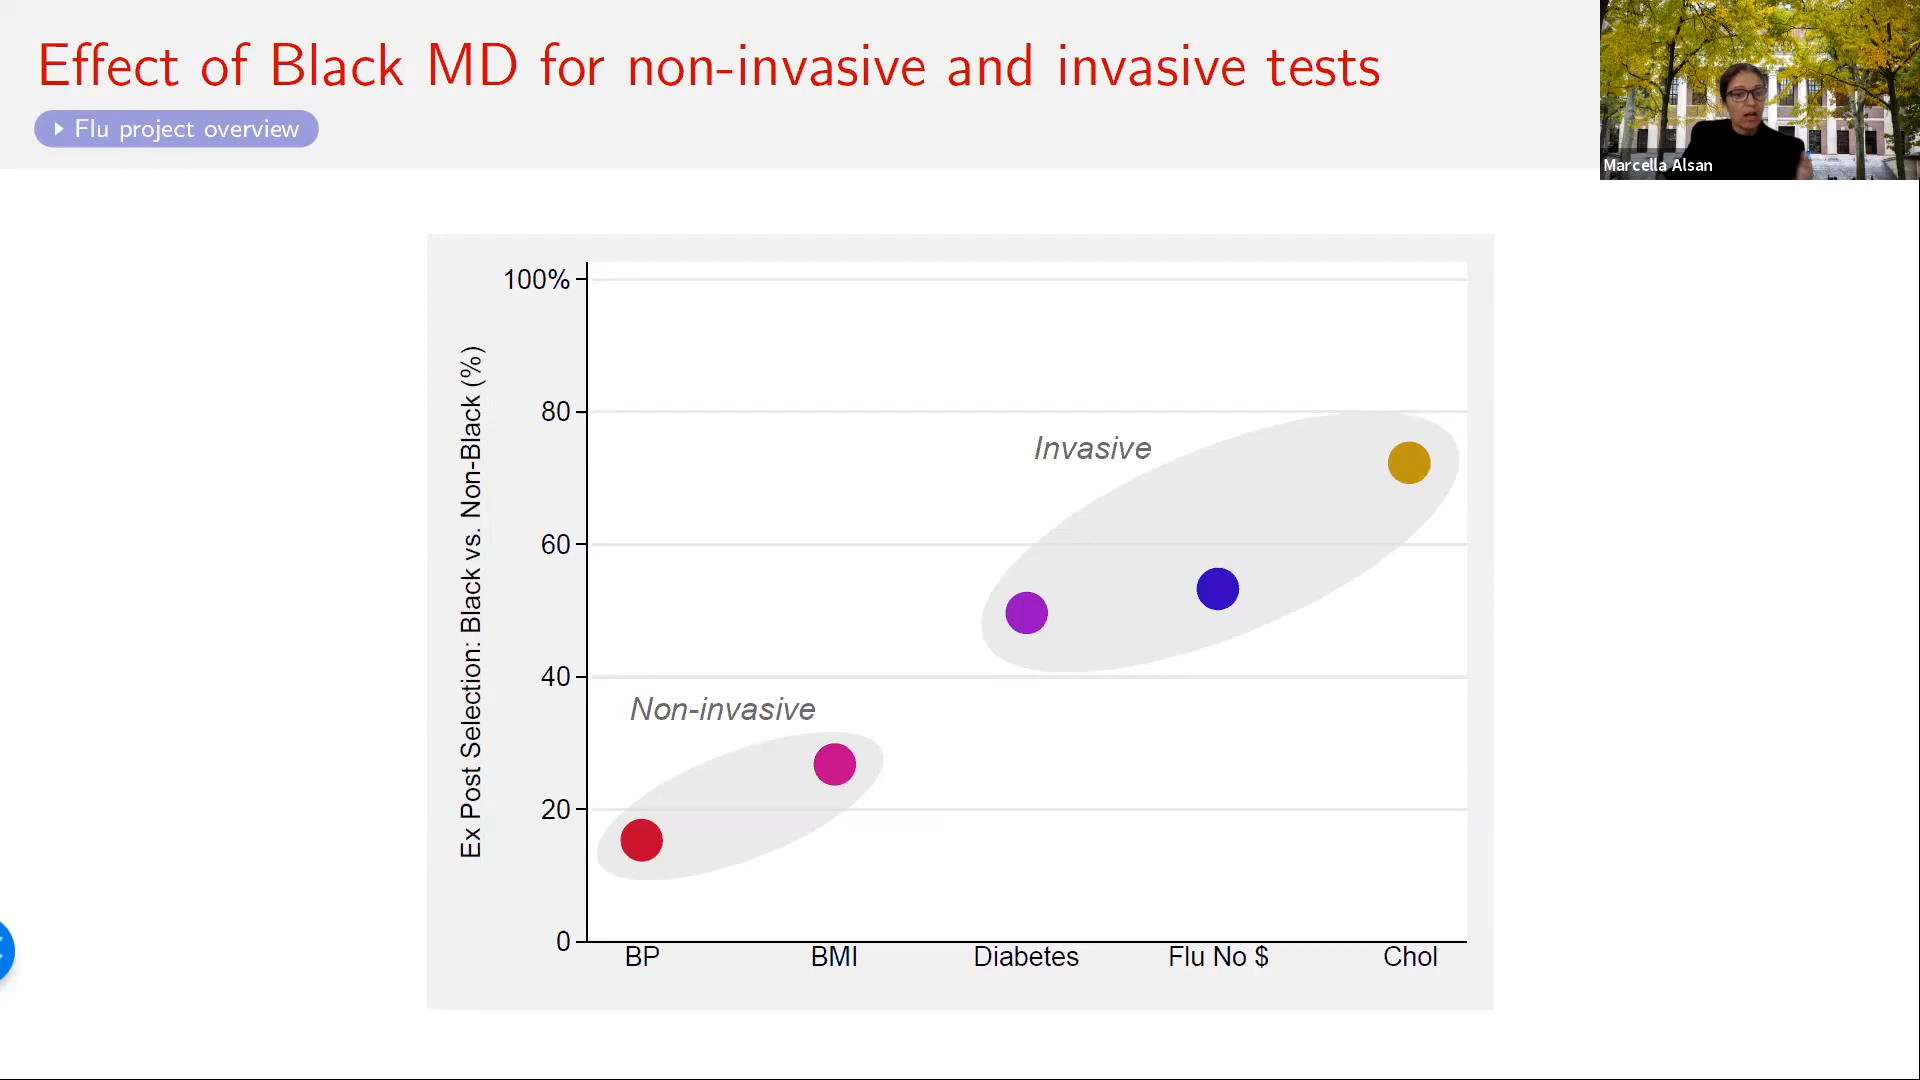 Effect of Black MD for non-invasive and invasive tests
Flu project overview
Marcella Alsan
Ex Post Selection: Black vs. Non-Black (%)
100%
80
60
40
20
0
Invasive
Non-invasive
BP
BMI
Diabetes
Flu No $
Chol